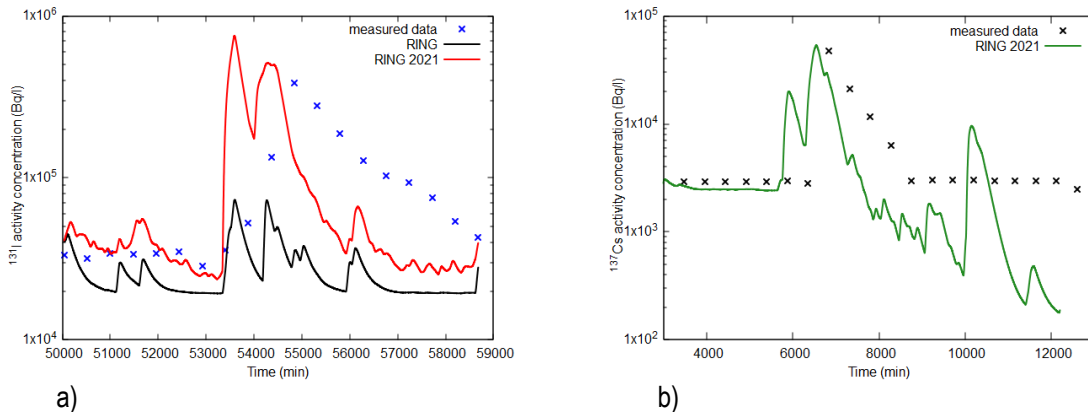 1x10^6
measured data
RING
RING 2021
1x10^5
1x10^4
^131I activity concentration (Bq/l)
50000 51000 52000 53000 54000 55000 56000 57000 58000 59000
Time (min)
a)
1x10^5
measured data
RING 2021
1x10^4
1x10^3
1x10^2
^137Cs activity concentration (Bq/l)
4000 6000 8000 10000 12000
Time (min)
b)